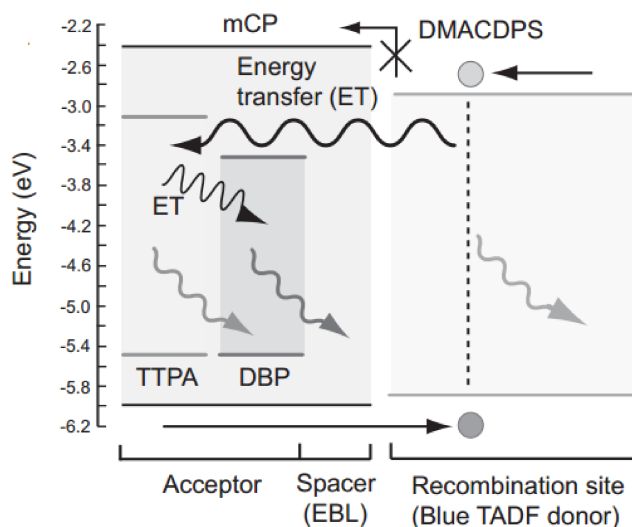 mCP
DMACDPS
Energy
transfer (ET)
ET
TTPA
DBP
Energy (eV)
-2.2
-2.6
-3.0
-3.4
-3.8
-4.2
-4.6
-5.0
-5.4
-5.8
-6.2
Acceptor
Spacer
(EBL)
Recombination site
(Blue TADF donor)